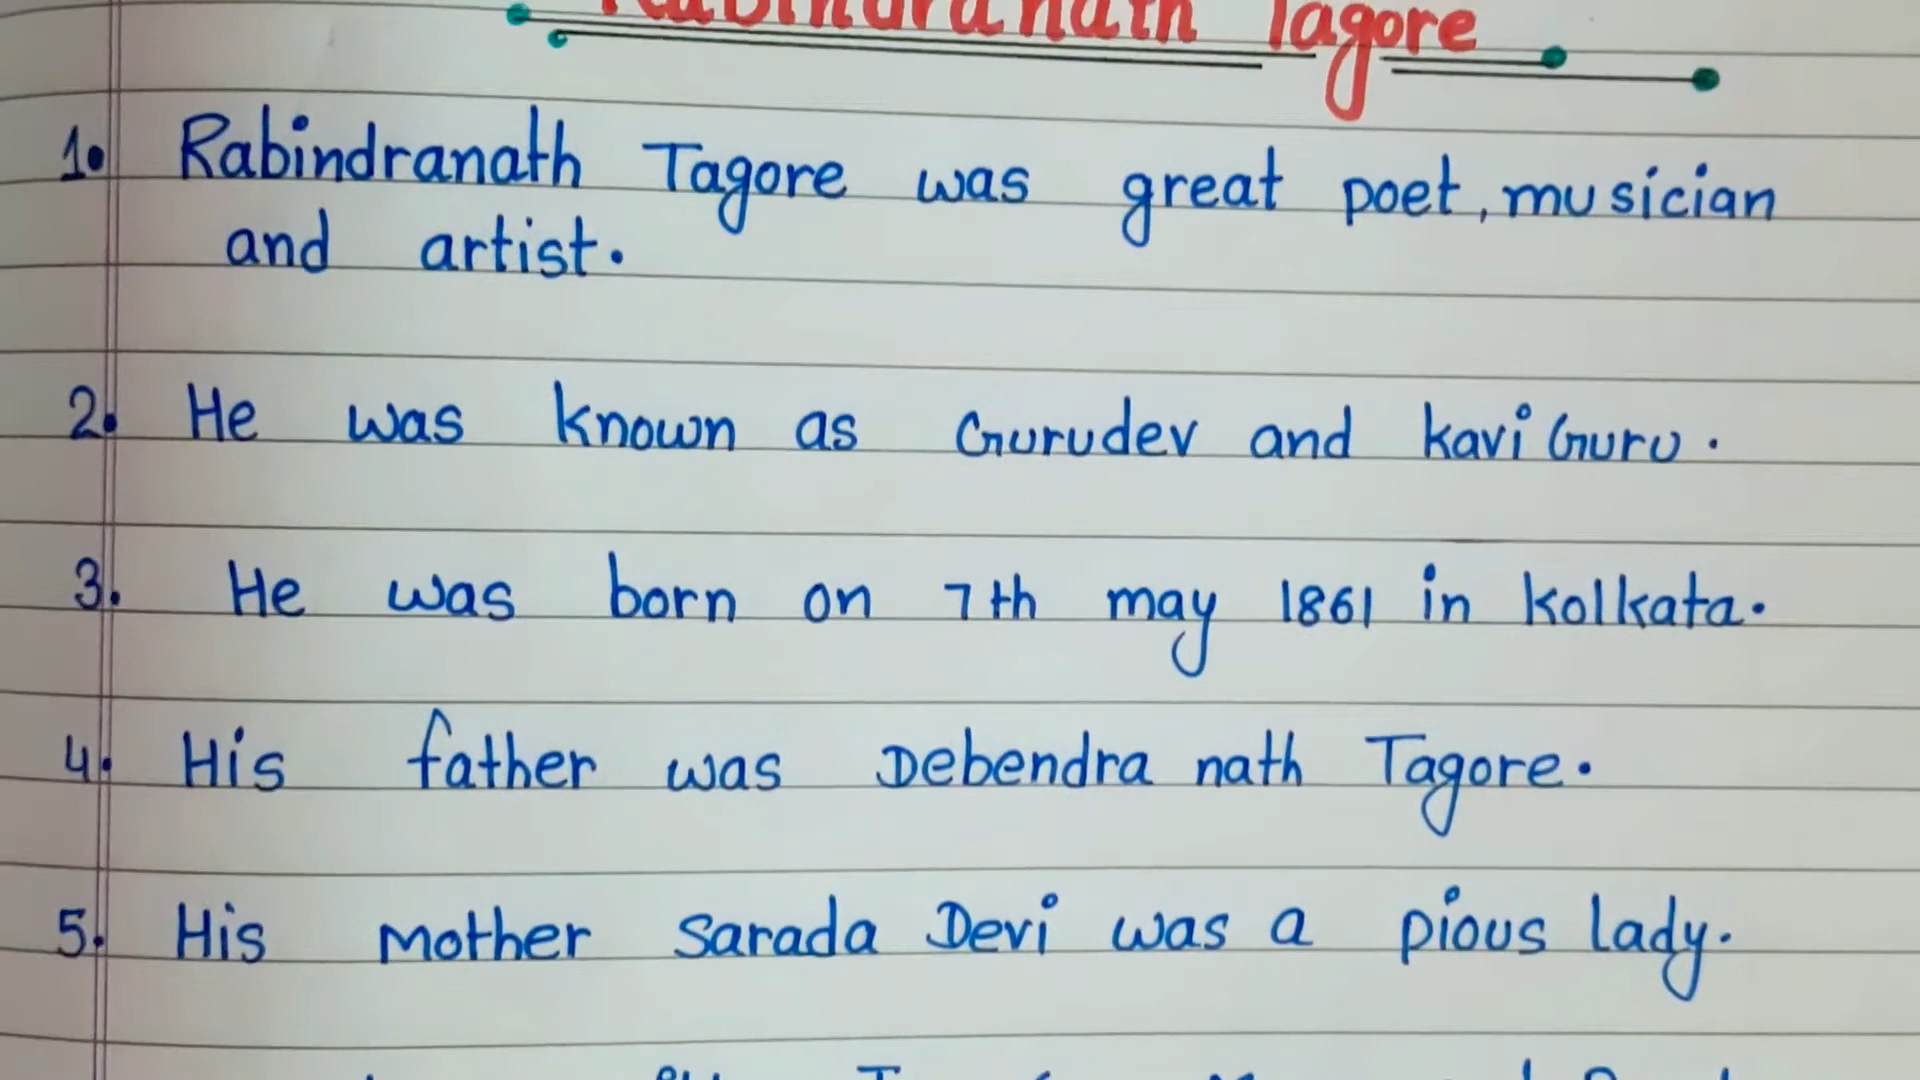 Rabindranath Tagore
1. Rabindranath Tagore was great poet, musician
and artist.
2. He was known as Gurudev and kavi Guru.
3. He was born on 7th may 1861 in kolkata.
4. His father was Debendra nath Tagore.
5. His mother Sarada Devi was a pious lady.